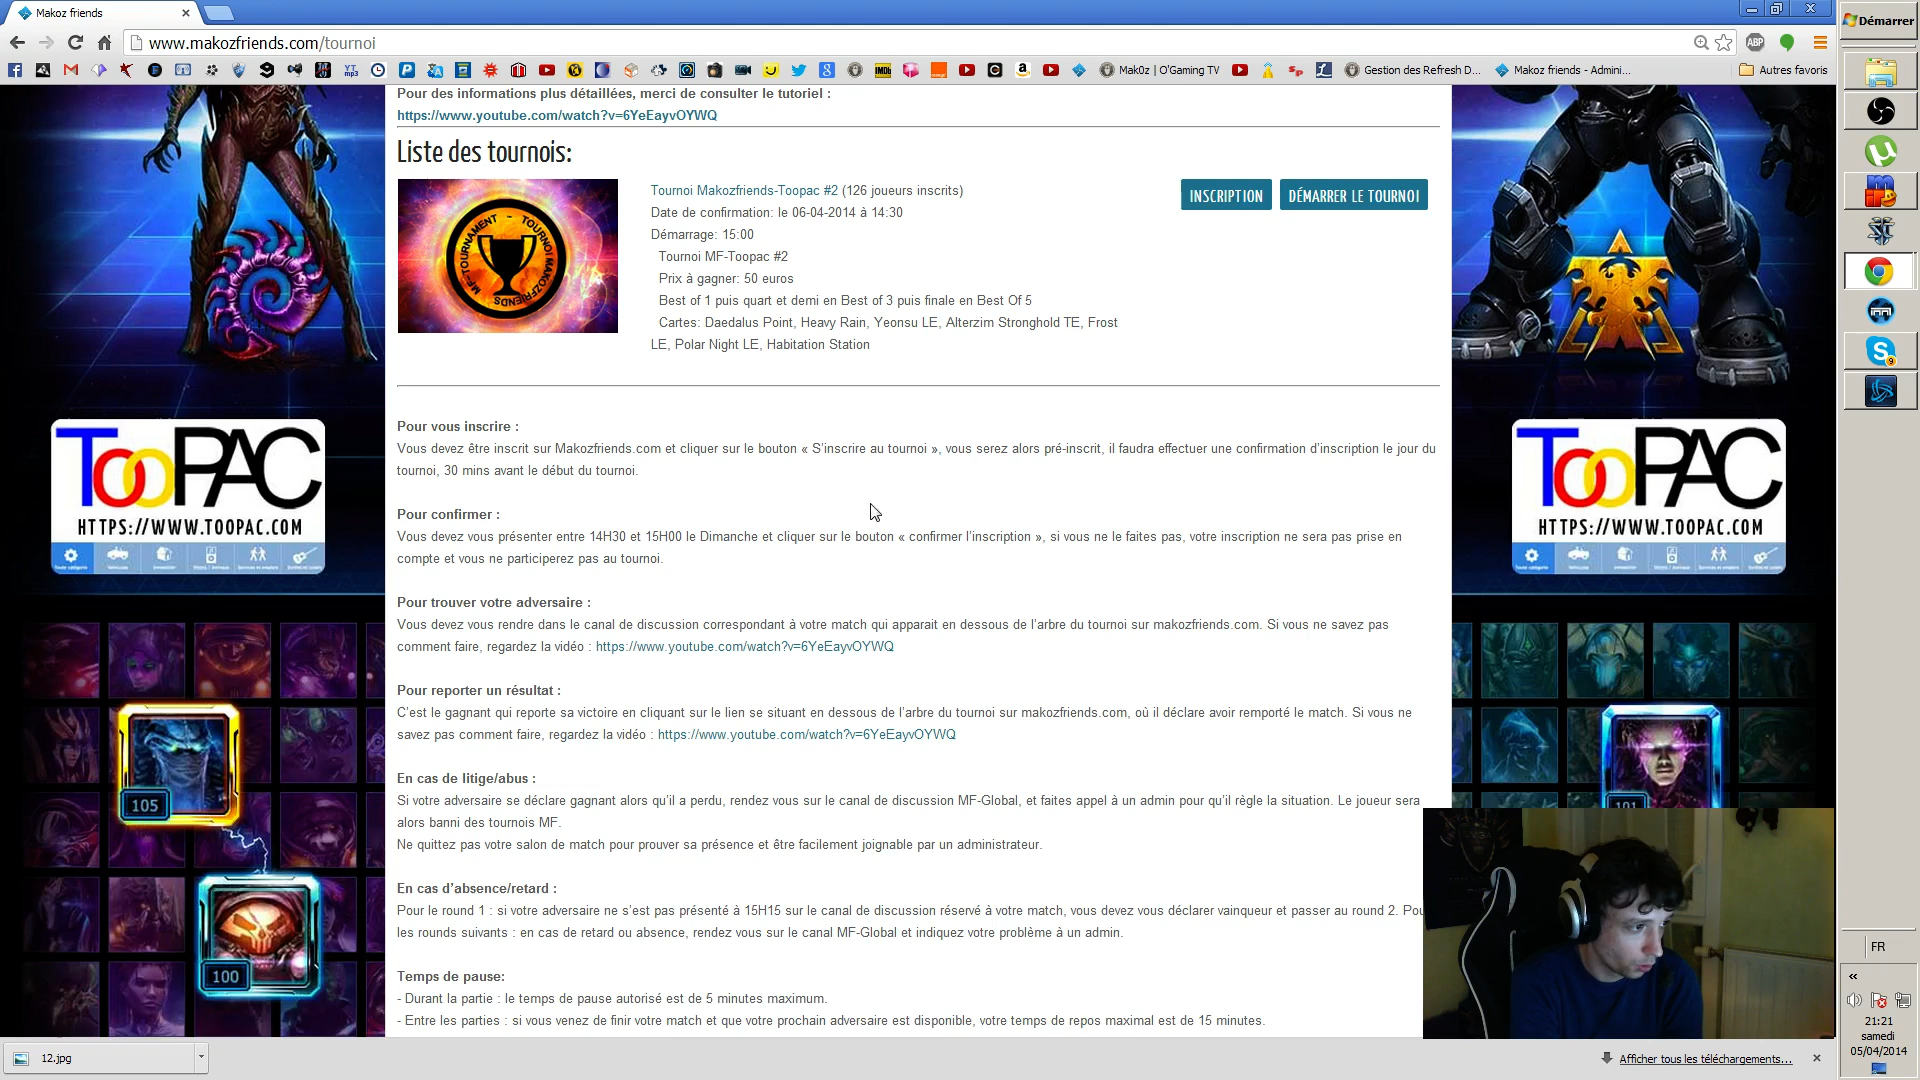 Makoz friends
Démarrer
www.makozfriends.com/tournoi
ABP
YT mp3
IMDb
Mak0z | O'Gaming TV
Gestion des Refresh D...
Makoz friends - Admini...
Autres favoris
Pour des informations plus détaillées, merci de consulter le tutoriel :
https://www.youtube.com/watch?v=6YeEayvOYWQ
Liste des tournois:
MF-TOURNAMENT - TOURNOI MAKOZFRIENDS
Tournoi Makozfriends-Toopac #2 (126 joueurs inscrits)
INSCRIPTION
DÉMARRER LE TOURNOI
Date de confirmation: le 06-04-2014 à 14:30
Démarrage: 15:00
Tournoi MF-Toopac #2
Prix à gagner: 50 euros
Best of 1 puis quart et demi en Best of 3 puis finale en Best Of 5
Cartes: Daedalus Point, Heavy Rain, Yeonsu LE, Alterzim Stronghold TE, Frost
LE, Polar Night LE, Habitation Station
TooPAC
HTTPS://WWW.TOOPAC.COM
TooPAC
HTTPS://WWW.TOOPAC.COM
Pour vous inscrire :
Vous devez être inscrit sur Makozfriends.com et cliquer sur le bouton « S'inscrire au tournoi », vous serez alors pré-inscrit, il faudra effectuer une confirmation d'inscription le jour du
tournoi, 30 mins avant le début du tournoi.
Pour confirmer :
Vous devez vous présenter entre 14H30 et 15H00 le Dimanche et cliquer sur le bouton « confirmer l'inscription », si vous ne le faites pas, votre inscription ne sera pas prise en
compte et vous ne participerez pas au tournoi.
Pour trouver votre adversaire :
Vous devez vous rendre dans le canal de discussion correspondant à votre match qui apparait en dessous de l'arbre du tournoi sur makozfriends.com. Si vous ne savez pas
comment faire, regardez la vidéo : https://www.youtube.com/watch?v=6YeEayvOYWQ
Pour reporter un résultat :
C'est le gagnant qui reporte sa victoire en cliquant sur le lien se situant en dessous de l'arbre du tournoi sur makozfriends.com, où il déclare avoir remporté le match. Si vous ne
savez pas comment faire, regardez la vidéo : https://www.youtube.com/watch?v=6YeEayvOYWQ
En cas de litige/abus :
Si votre adversaire se déclare gagnant alors qu'il a perdu, rendez vous sur le canal de discussion MF-Global, et faites appel à un admin pour qu'il règle la situation. Le joueur sera
alors banni des tournois MF.
Ne quittez pas votre salon de match pour prouver sa présence et être facilement joignable par un administrateur.
En cas d'absence/retard :
Pour le round 1 : si votre adversaire ne s'est pas présenté à 15H15 sur le canal de discussion réservé à votre match, vous devez vous déclarer vainqueur et passer au round 2. Pou
les rounds suivants : en cas de retard ou absence, rendez vous sur le canal MF-Global et indiquez votre problème à un admin.
Temps de pause:
- Durant la partie : le temps de pause autorisé est de 5 minutes maximum.
- Entre les parties : si vous venez de finir votre match et que votre prochain adversaire est disponible, votre temps de repos maximal est de 15 minutes.
105
100
101
FR
21:21
samedi
05/04/2014
12.jpg
Afficher tous les téléchargements...